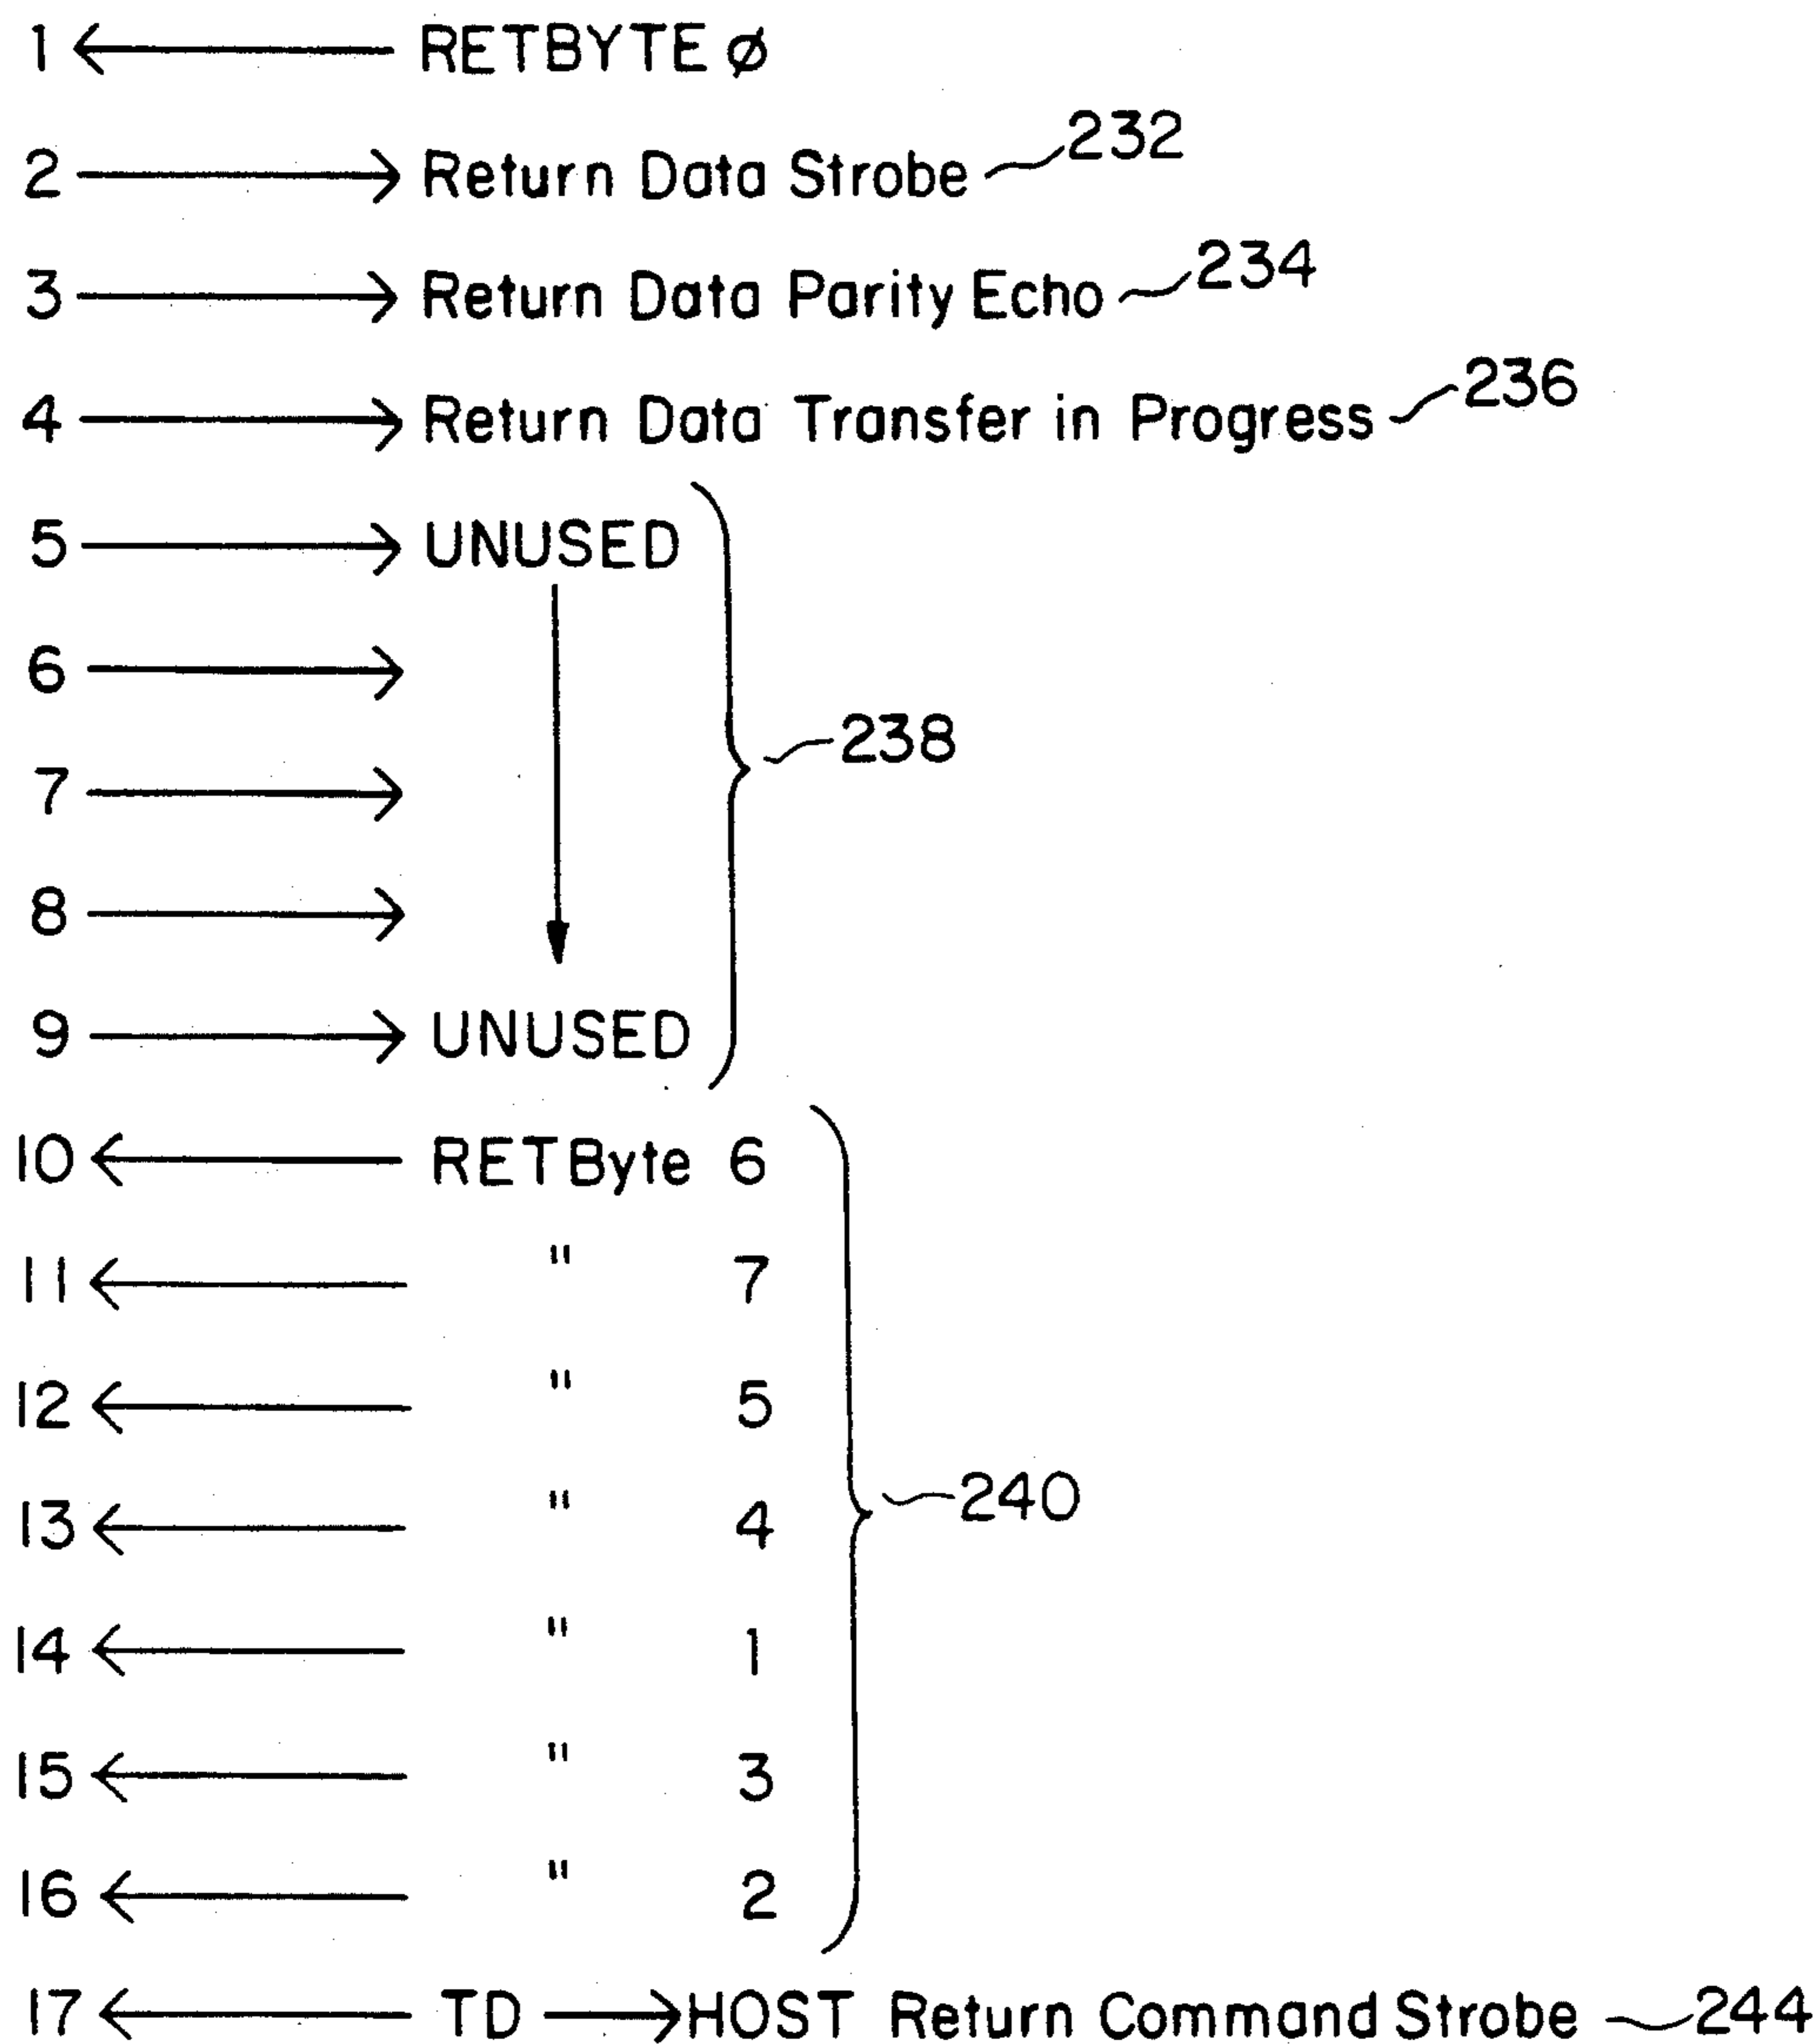 1 RETBYTE ø
2 Return Data Strobe 232
3 Return Data Parity Echo 234
4 Return Data Transfer in Progress 236
5 UNUSED
6
7
238
8
9 UNUSED
10 RETByte 6
11 " 7
12 " 5
13 " 4
240
14 " 1
15 " 3
16 " 2
17 TD HOST Return Command Strobe 244